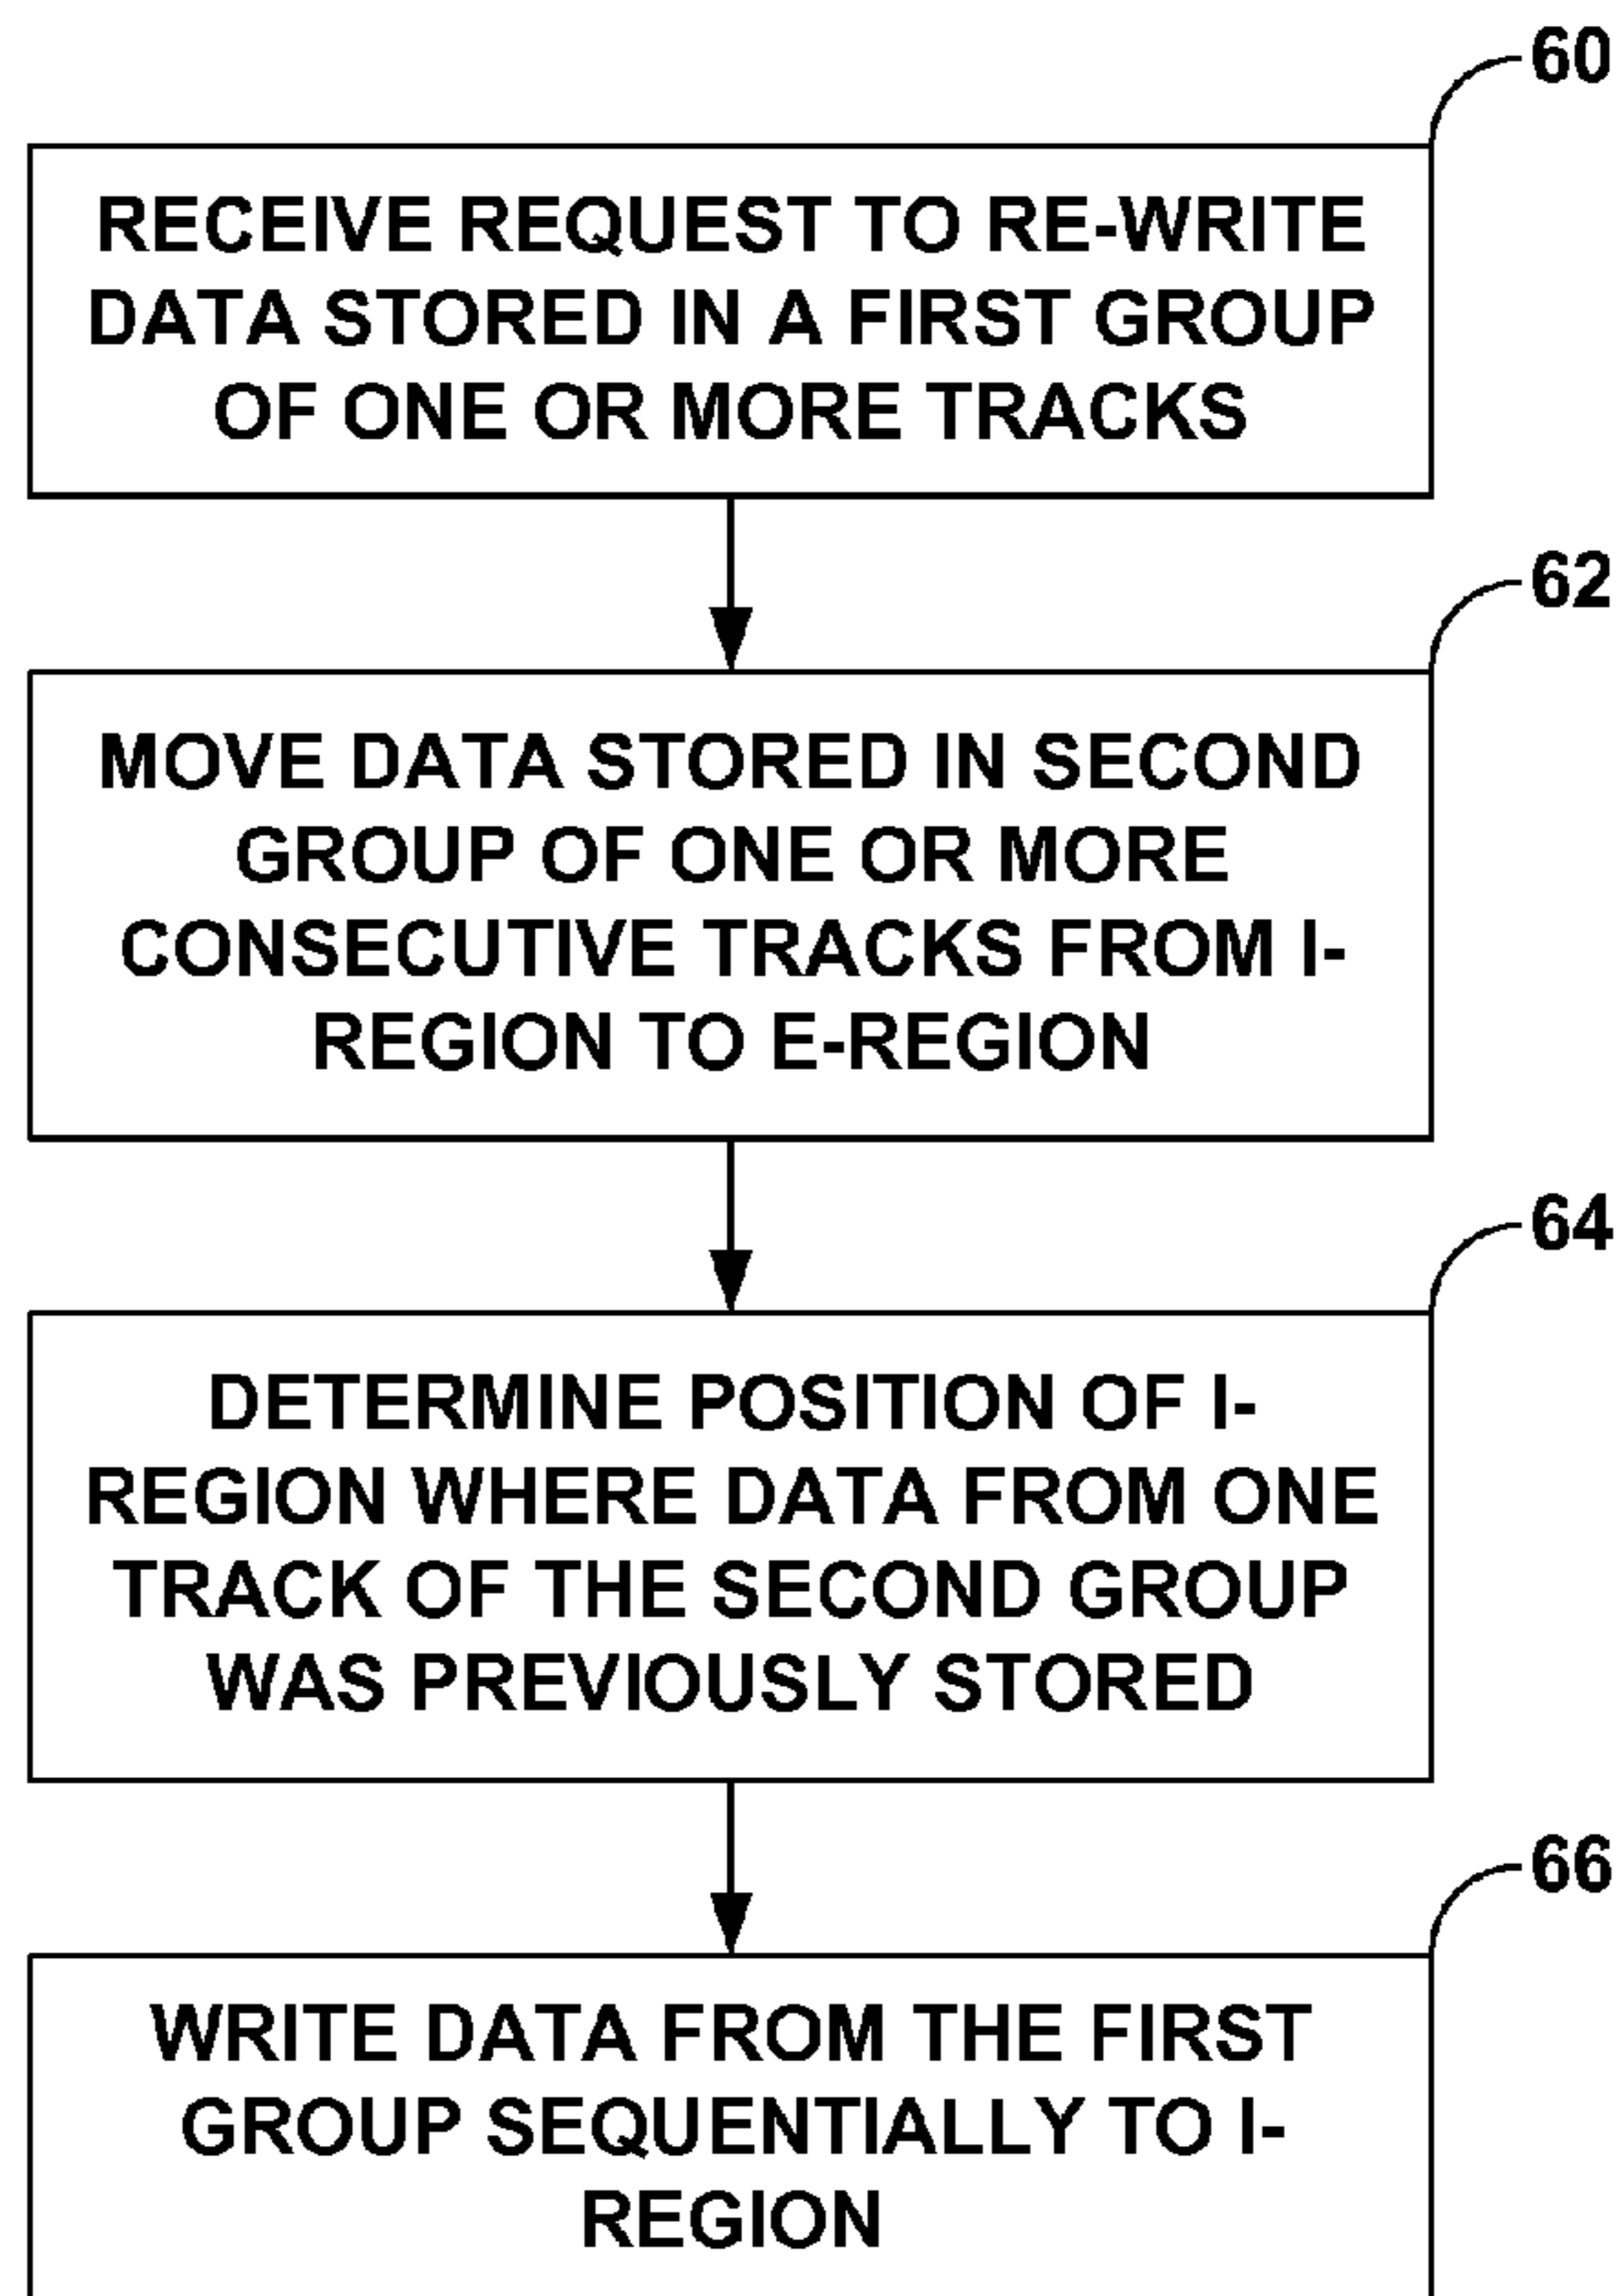 60
RECEIVE REQUEST TO RE-WRITE
DATA STORED IN A FIRST GROUP
OF ONE OR MORE TRACKS
62
MOVE DATA STORED IN SECOND
GROUP OF ONE OR MORE
CONSECUTIVE TRACKS FROM I-
REGION TO E-REGION
64
DETERMINE POSITION OF I-
REGION WHERE DATA FROM ONE
TRACK OF THE SECOND GROUP
WAS PREVIOUSLY STORED
66
WRITE DATA FROM THE FIRST
GROUP SEQUENTIALLY TO I-
REGION